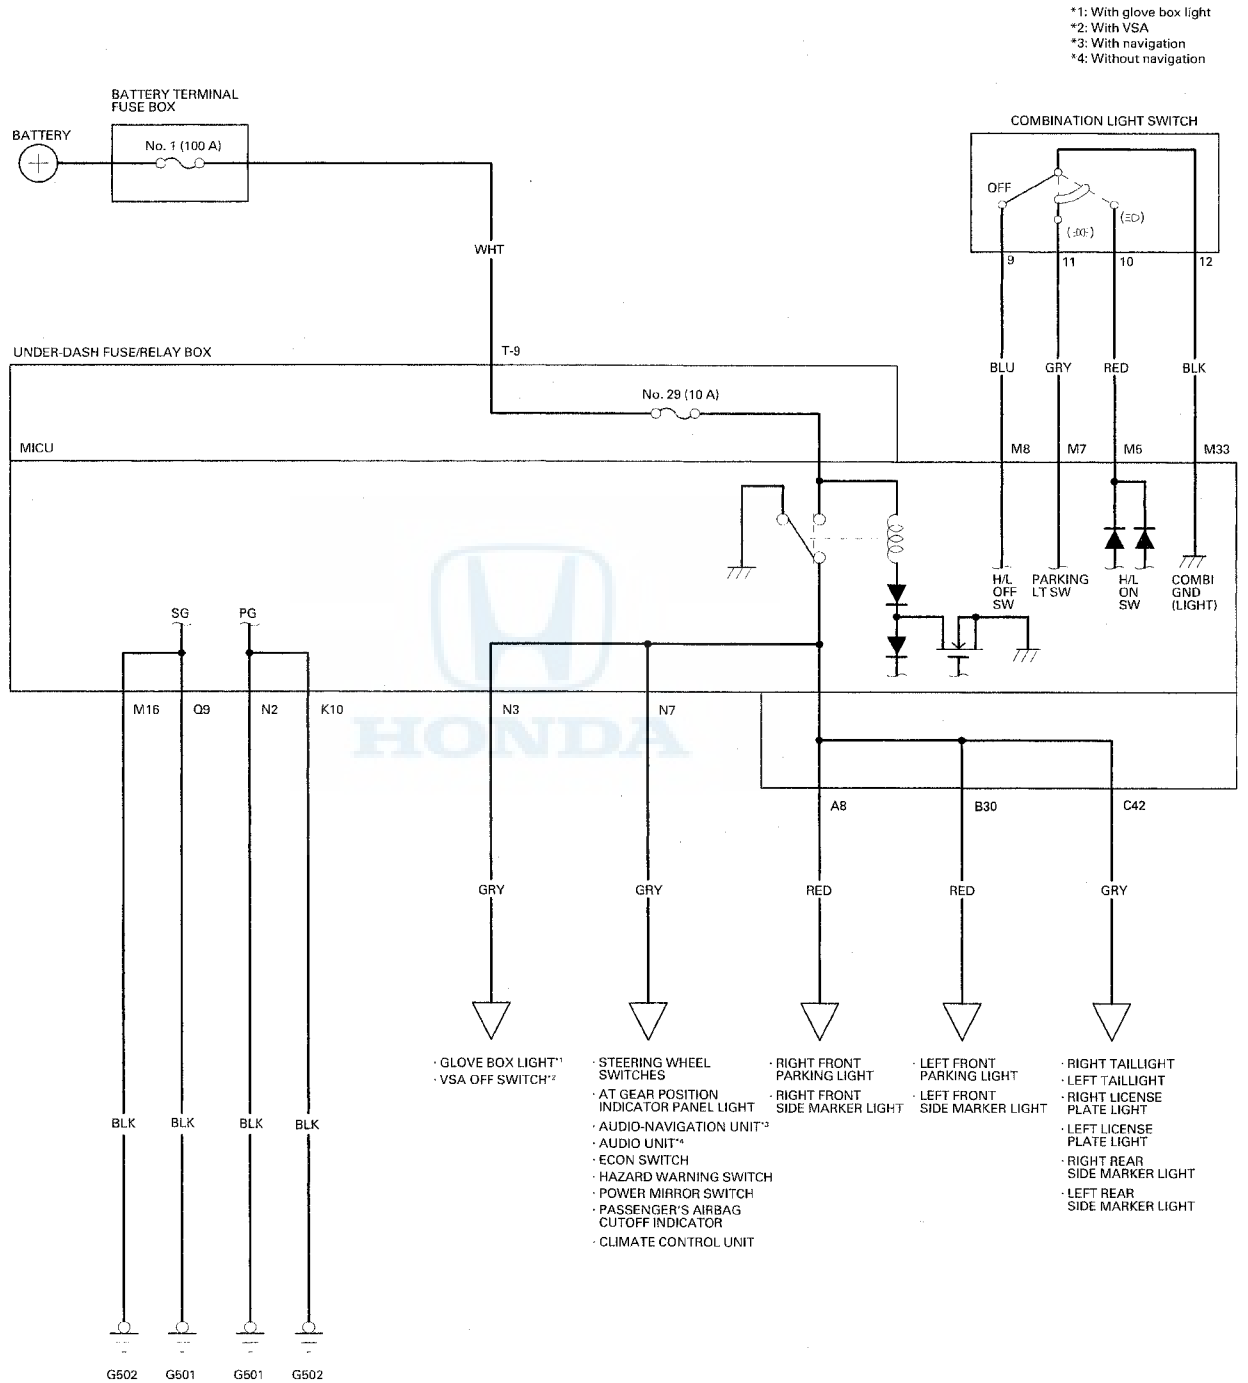 *1: With glove box light
*2: With VSA
*3: With navigation
*4: Without navigation
BATTERY TERMINAL
FUSE BOX
BATTERY
No. 1 (100 A)
COMBINATION LIGHT SWITCH
OFF
9
11
10
12
WHT
UNDER-DASH FUSE/RELAY BOX
T-9
BLU
GRY
RED
BLK
No. 29 (10 A)
MICU
M8
M7
M33
H/L
OFF
SW
PARKING
LT SW
H/L
ON
SW
COMBI
GND
(LIGHT)
SG
PG
M16
Q9
N2
K10
N3
N7
HONDA
A8
B30
C42
GRY
GRY
RED
RED
GRY
· GLOVE BOX LIGHT*1
· VSA OFF SWITCH*2
· STEERING WHEEL
SWITCHES
· AT GEAR POSITION
INDICATOR PANEL LIGHT
· AUDIO-NAVIGATION UNIT*3
· AUDIO UNIT*4
· ECON SWITCH
· HAZARD WARNING SWITCH
· POWER MIRROR SWITCH
· PASSENGER'S AIRBAG
CUTOFF INDICATOR
· CLIMATE CONTROL UNIT
· RIGHT FRONT
PARKING LIGHT
· RIGHT FRONT
SIDE MARKER LIGHT
· LEFT FRONT
PARKING LIGHT
· LEFT FRONT
SIDE MARKER LIGHT
· RIGHT TAILLIGHT
· LEFT TAILLIGHT
· RIGHT LICENSE
PLATE LIGHT
· LEFT LICENSE
PLATE LIGHT
· RIGHT REAR
SIDE MARKER LIGHT
· LEFT REAR
SIDE MARKER LIGHT
BLK
BLK
BLK
BLK
G502
G501
G501
G502